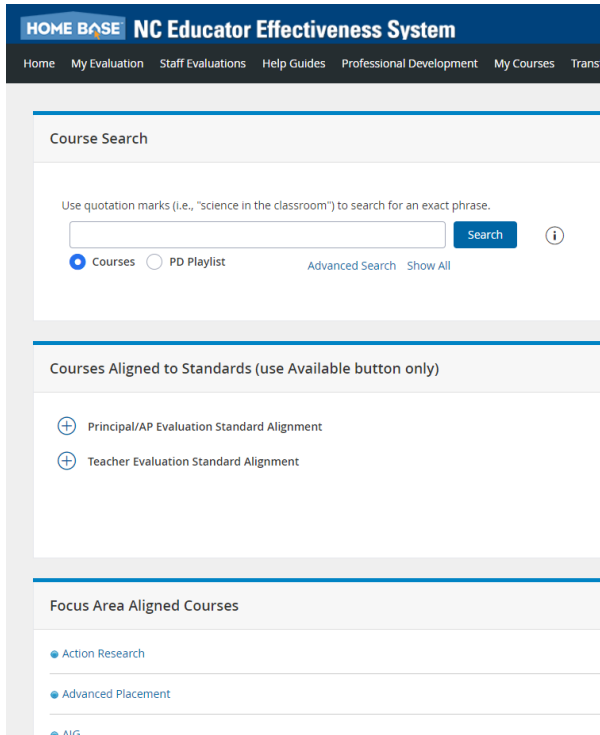 HOME BASE NC Educator Effectiveness System
Home My Evaluation Staff Evaluations Help Guides Professional Development My Courses Trans
Course Search
Use quotation marks (i.e., "science in the classroom") to search for an exact phrase.
Search
Courses PD Playlist Advanced Search Show All
Courses Aligned to Standards (use Available button only)
Principal/AP Evaluation Standard Alignment
Teacher Evaluation Standard Alignment
Focus Area Aligned Courses
Action Research
Advanced Placement
AIG